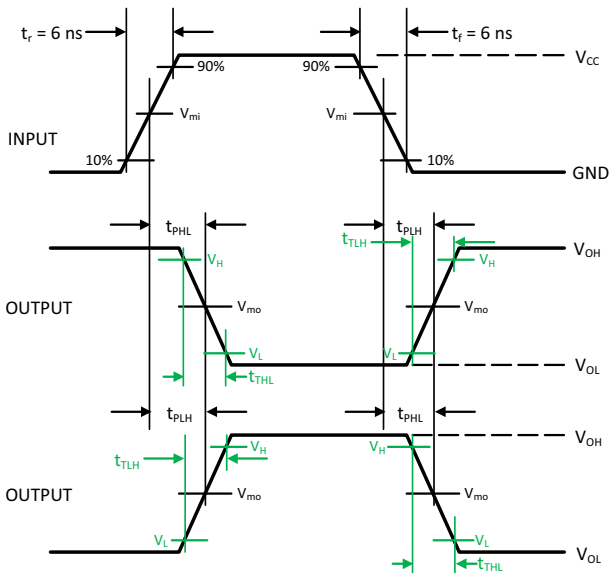 tr = 6 ns
tf = 6 ns
90%
90%
VCC
INPUT
Vmi
Vmi
10%
10%
GND
tPHL
tPLH
tTLH
VH
VH
VOH
OUTPUT
Vmo
Vmo
VL
VL
VOL
tTHL
tPLH
tPHL
VOH
tTLH
VH
VH
OUTPUT
Vmo
Vmo
VL
VL
VOL
tTHL